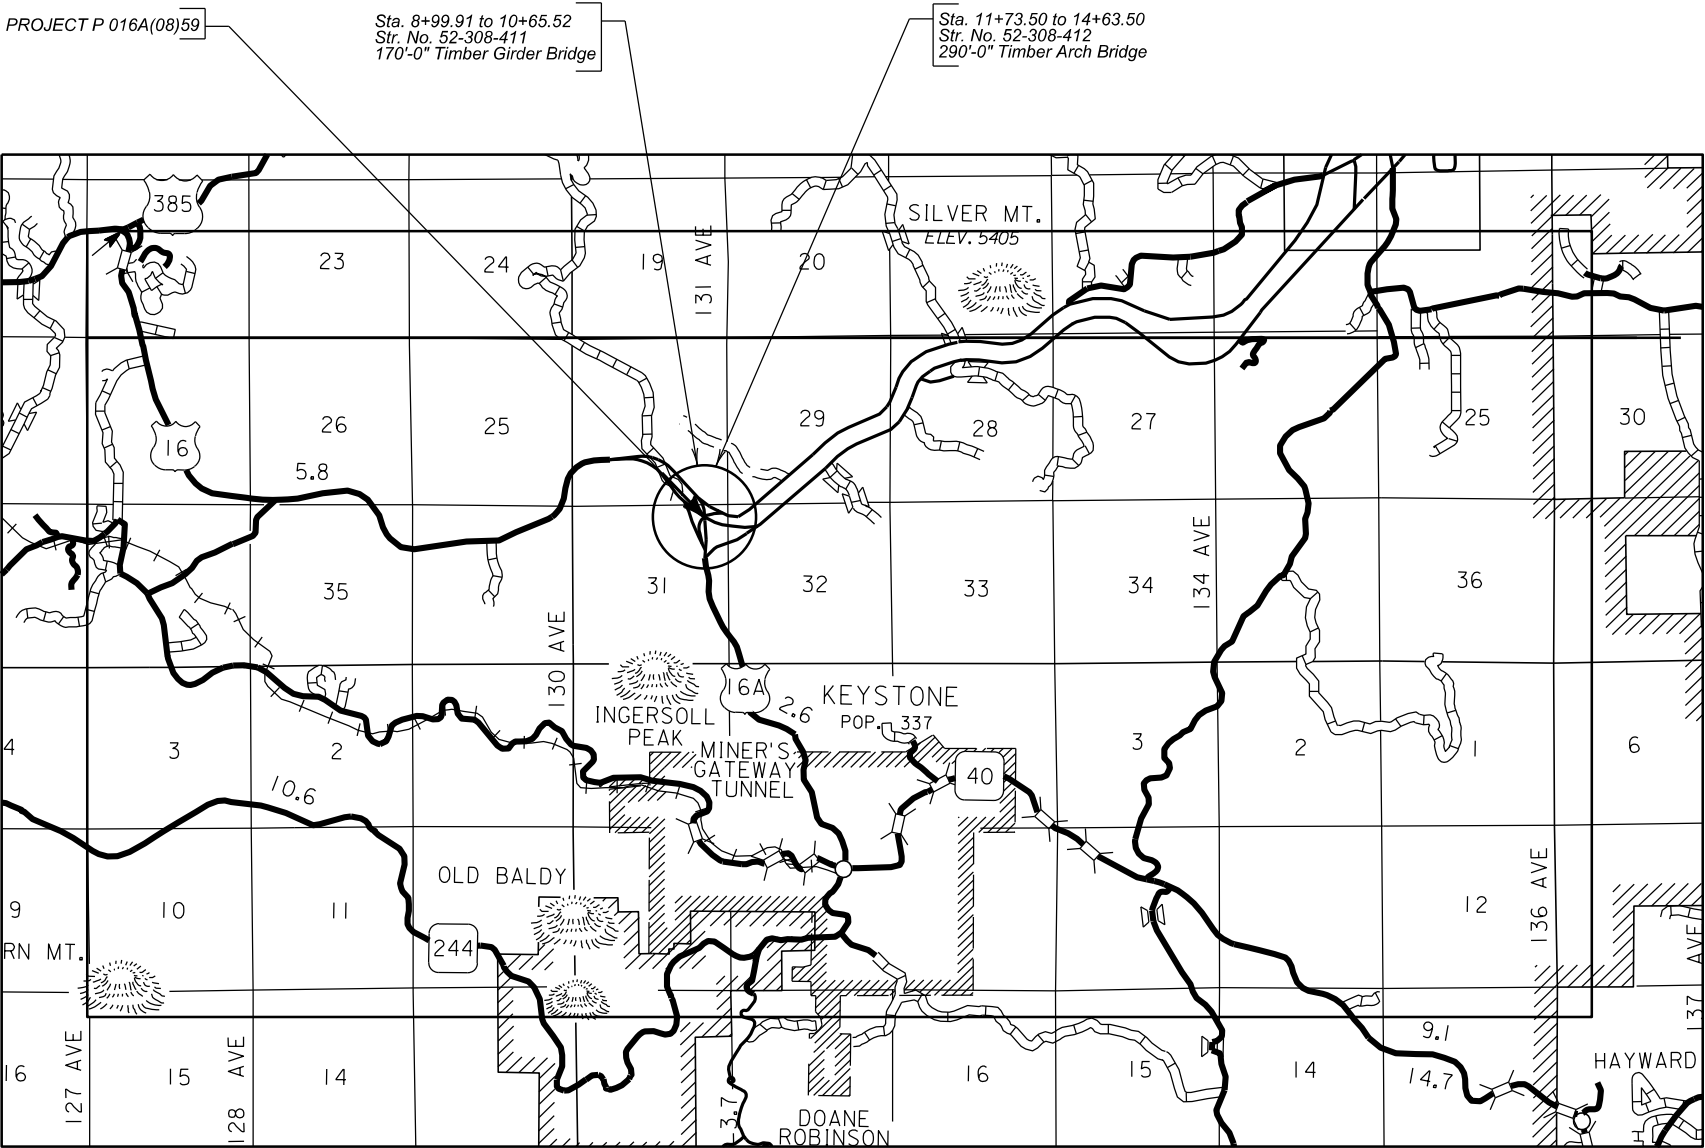 PROJECT P 016A(08)59
Sta. 8+99.91 to 10+65.52
Str. No. 52-308-411
170'-0" Timber Girder Bridge
Sta. 11+73.50 to 14+63.50
Str. No. 52-308-412
290'-0" Timber Arch Bridge
385
SILVER MT.
ELEV. 5405
23
24
19
131 AVE
20
16
26
25
29
28
27
25
30
5.8
35
31
32
33
34
134 AVE
36
130 AVE
16A
2.6
KEYSTONE
POP. 337
INGERSOLL
PEAK
MINER'S
GATEWAY
TUNNEL
40
4
3
2
3
2
1
6
10.6
OLD BALDY
9
10
11
12
136 AVE
RN MT.
244
137 AVE
127 AVE
128 AVE
16
15
14
3.7
16
15
14
9.1
14.7
HAYWARD
DOANE
ROBINSON